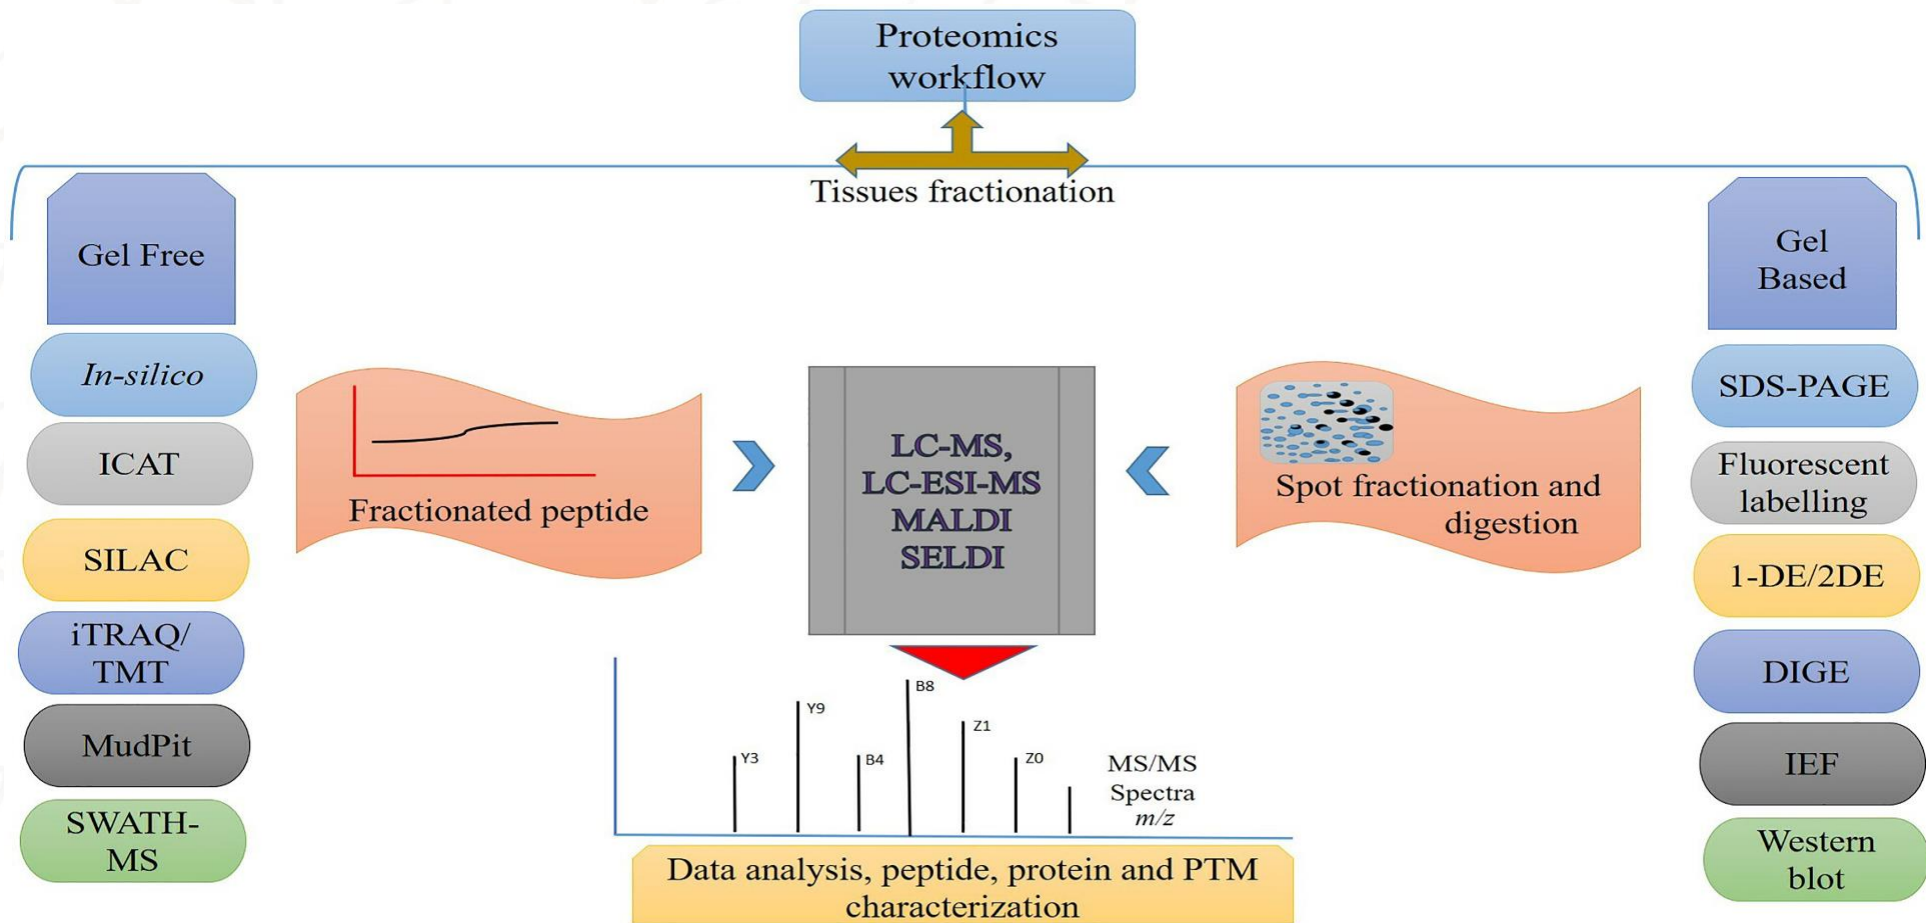 Proteomics
workflow
Tissues fractionation
Gel Free
In-silico
ICAT
SILAC
iTRAQ/
TMT
MudPit
SWATH-
MS
Fractionated peptide
LC-MS,
LC-ESI-MS
MALDI
SELDI
Spot fractionation and
digestion
Gel
Based
SDS-PAGE
Fluorescent
labelling
1-DE/2DE
DIGE
IEF
Western
blot
Y3
Y9
B4
B8
Z1
Z0
MS/MS
Spectra
m/z
Data analysis, peptide, protein and PTM
characterization